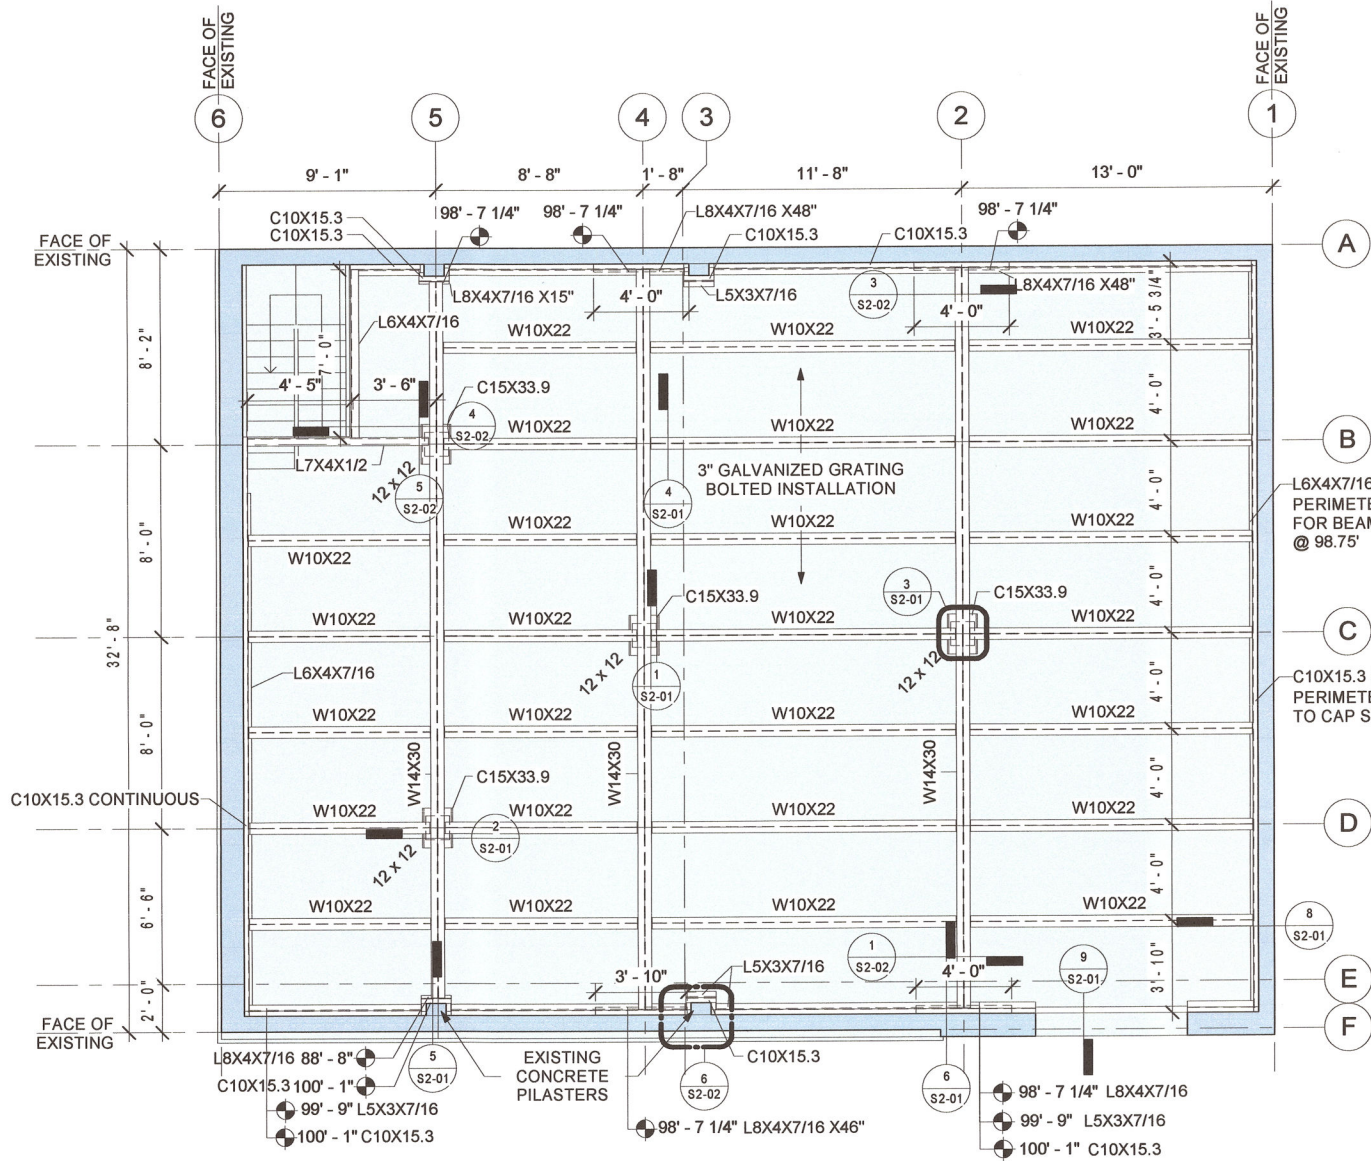 FACE OF
EXISTING
FACE OF
EXISTING
6
5
4
3
2
1
9' - 1"
8' - 8"
1' - 8"
11' - 8"
13' - 0"
C10X15.3
C10X15.3
98' - 7 1/4"
98' - 7 1/4"
L8X4X7/16 X48"
C10X15.3
C10X15.3
98' - 7 1/4"
A
FACE OF
EXISTING
L8X4X7/16 X15"
4' - 0"
L5X3X7/16
3
S2-02
L8X4X7/16 X48"
4' - 0"
3' - 5 3/4"
L6X4X7/16
W10X22
W10X22
W10X22
8' - 2"
7' - 0"
4' - 5"
3' - 6"
C15X33.9
4' - 0"
4
S2-02
W10X22
W10X22
W10X22
B
L7X4X1/2
12 x 12
5
S2-02
3" GALVANIZED GRATING
BOLTED INSTALLATION
4
S2-01
4' - 0"
L6X4X7/16
PERIMETE
FOR BEAM
@ 98.75'
W10X22
W10X22
W10X22
W10X22
8' - 0"
4' - 0"
C15X33.9
3
S2-01
C15X33.9
32' - 8"
W10X22
W10X22
W10X22
W10X22
C
12 x 12
12 x 12
1
S2-01
L6X4X7/16
4' - 0"
C10X15.3
PERIMETE
TO CAP S
W10X22
W10X22
W10X22
W10X22
8' - 0"
W14X30
W14X30
W14X30
C15X33.9
4' - 0"
C10X15.3 CONTINUOUS
W10X22
W10X22
W10X22
W10X22
D
2
S2-01
12 x 12
4' - 0"
6' - 6"
W10X22
W10X22
W10X22
W10X22
8
S2-01
1
S2-02
9
S2-01
3' - 10"
L5X3X7/16
4' - 0"
3' - 10"
E
2' - 0"
FACE OF
EXISTING
F
L8X4X7/16 88' - 8"
C10X15.3 100' - 1"
99' - 9" L5X3X7/16
100' - 1" C10X15.3
5
S2-01
EXISTING
CONCRETE
PILASTERS
6
S2-02
C10X15.3
6
S2-01
98' - 7 1/4" L8X4X7/16 X46"
98' - 7 1/4" L8X4X7/16
99' - 9" L5X3X7/16
100' - 1" C10X15.3